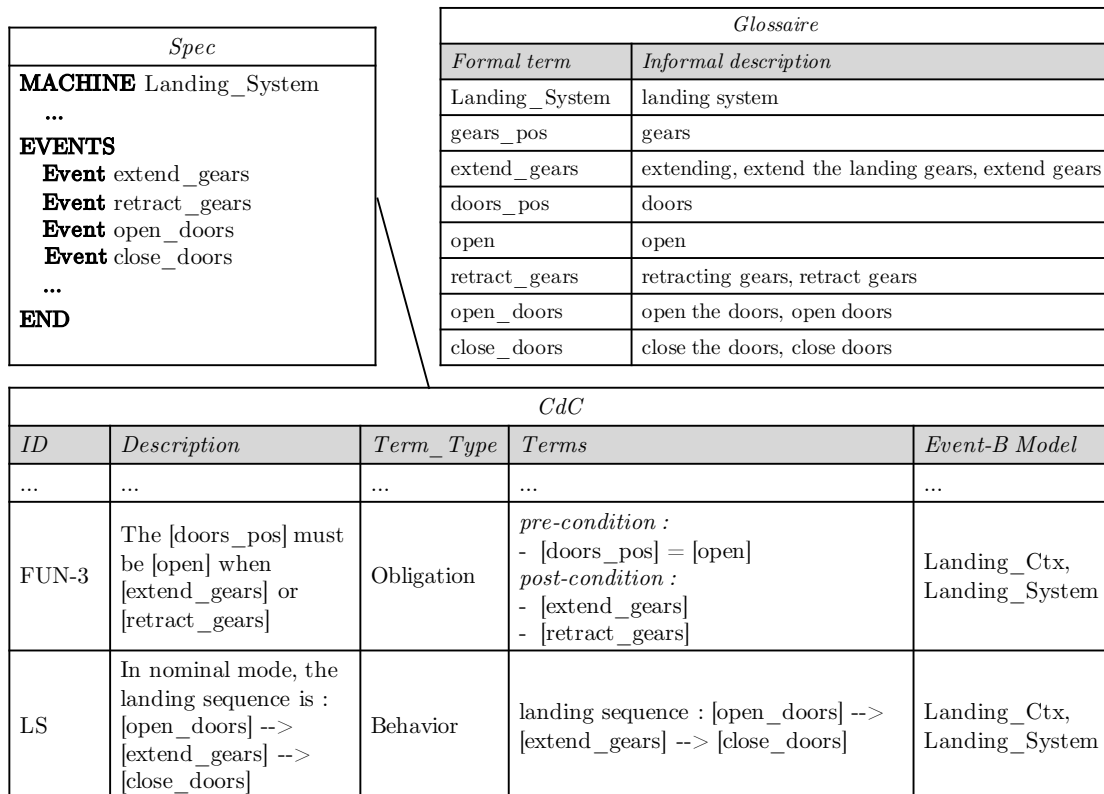 Spec
MACHINE Landing_System
...
EVENTS
Event extend_gears
Event retract_gears
Event open_doors
Event close_doors
...
END
Glossaire
Formal term Informal description
Landing_System landing system
gears_pos gears
extend_gears extending, extend the landing gears, extend gears
doors_pos doors
open open
retract_gears retracting gears, retract gears
open_doors open the doors, open doors
close_doors close the doors, close doors
CdC
ID Description Term_Type Terms Event-B Model
... ... ... ... ...
FUN-3
The [doors_pos] must
be [open] when
[extend_gears] or
[retract_gears]
Obligation
pre-condition :
- [doors_pos] = [open]
post-condition :
- [extend_gears]
- [retract_gears]
Landing_Ctx,
Landing_System
LS
In nominal mode, the
landing sequence is :
[open_doors] -->
[extend_gears] -->
[close_doors]
Behavior
landing sequence : [open_doors] -->
[extend_gears] --> [close_doors]
Landing_Ctx,
Landing_System